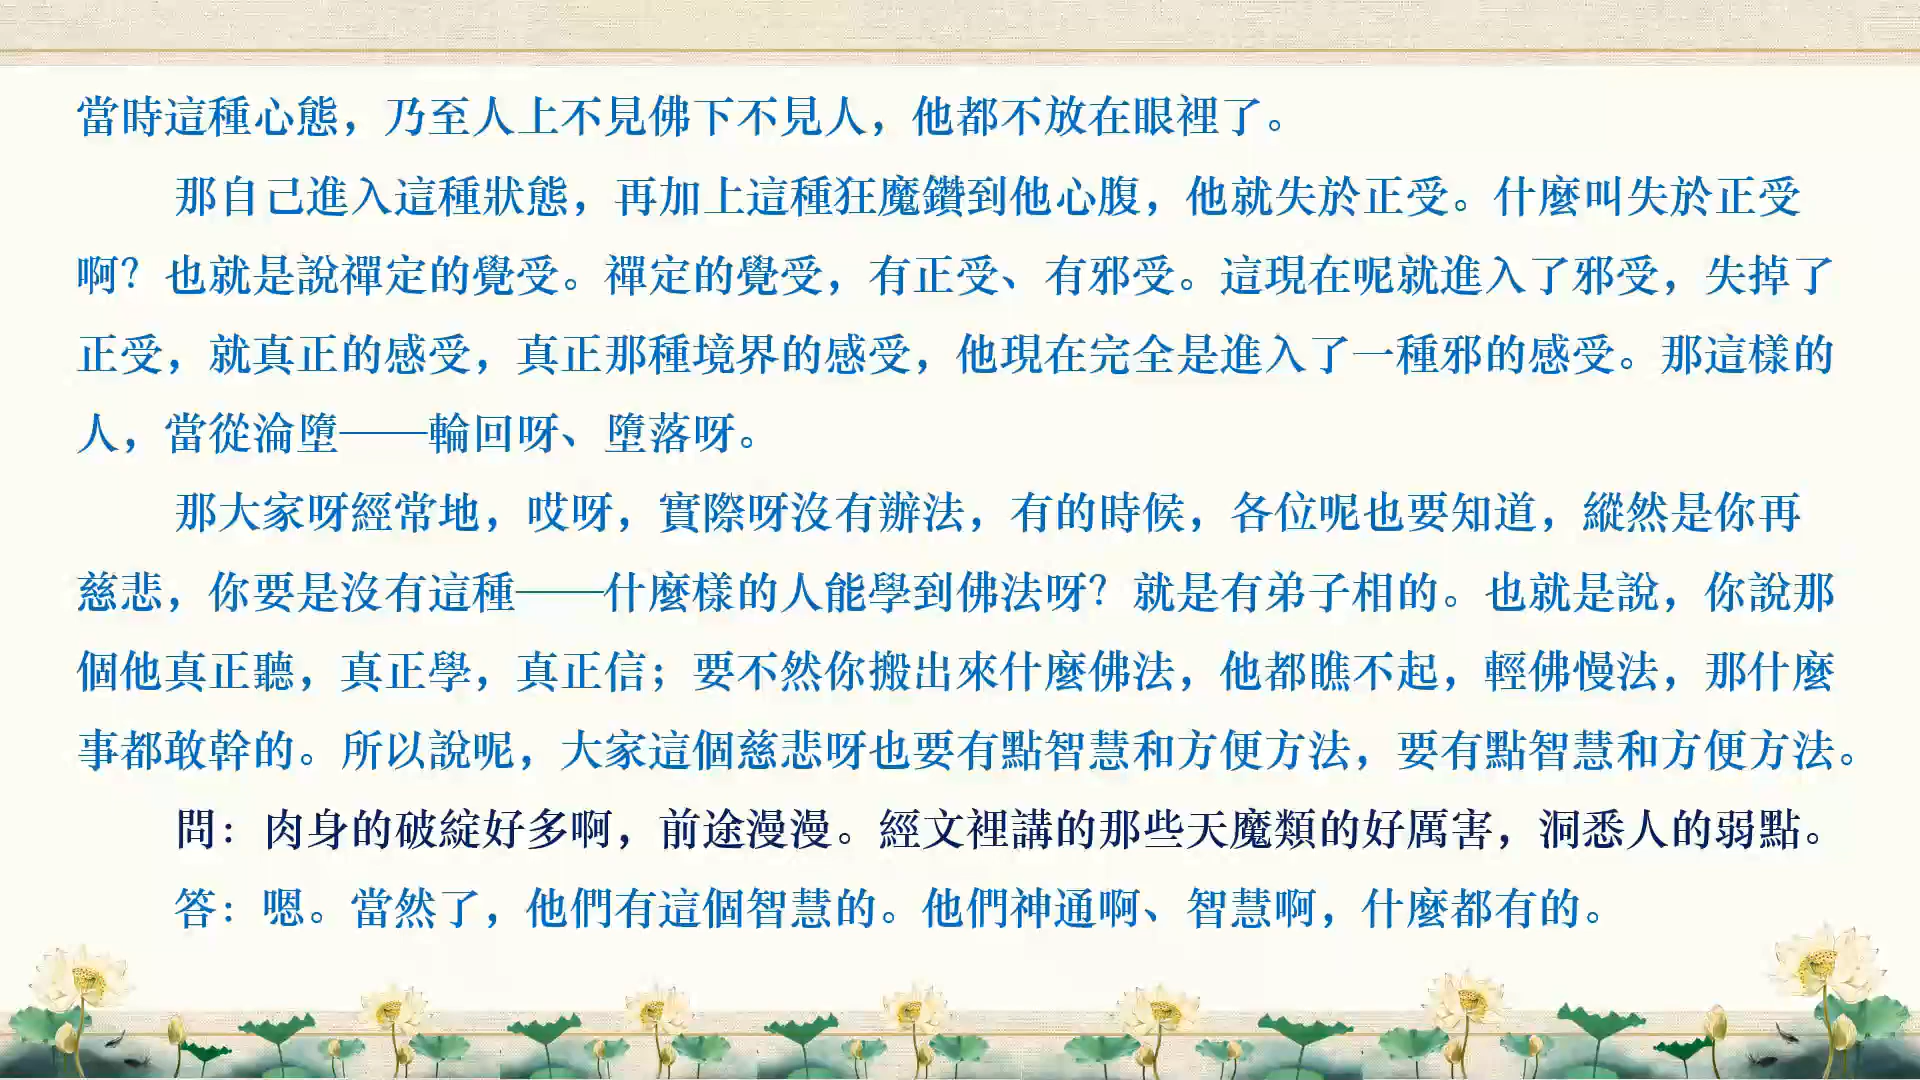 當時這種心態，乃至人上不見佛下不見人，他都不放在眼裡了。
那自己進入這種狀態，再加上這種狂魔鑽到他心腹，他就失於正受。什麼叫失於正受
啊？也就是說禪定的覺受。禪定的覺受，有正受、有邪受。這現在呢就進入了邪受，失掉了
正受，就真正的感受，真正那種境界的感受，他現在完全是進入了一種邪的感受。那這樣的
人，當從淪墮——輪回呀、墮落呀。
那大家呀經常地，哎呀，實際呀沒有辦法，有的時候，各位呢也要知道，縱然是你再
慈悲，你要是沒有這種——什麼樣的人能學到佛法呀？就是有弟子相的。也就是說，你說那
個他真正聽，真正學，真正信；要不然你搬出來什麼佛法，他都瞧不起，輕佛慢法，那什麼
事都敢幹的。所以說呢，大家這個慈悲呀也要有點智慧和方便方法，要有點智慧和方便方法。
問：肉身的破綻好多啊，前途漫漫。經文裡講的那些天魔類的好厲害，洞悉人的弱點。
答：嗯。當然了，他們有這個智慧的。他們神通啊、智慧啊，什麼都有的。